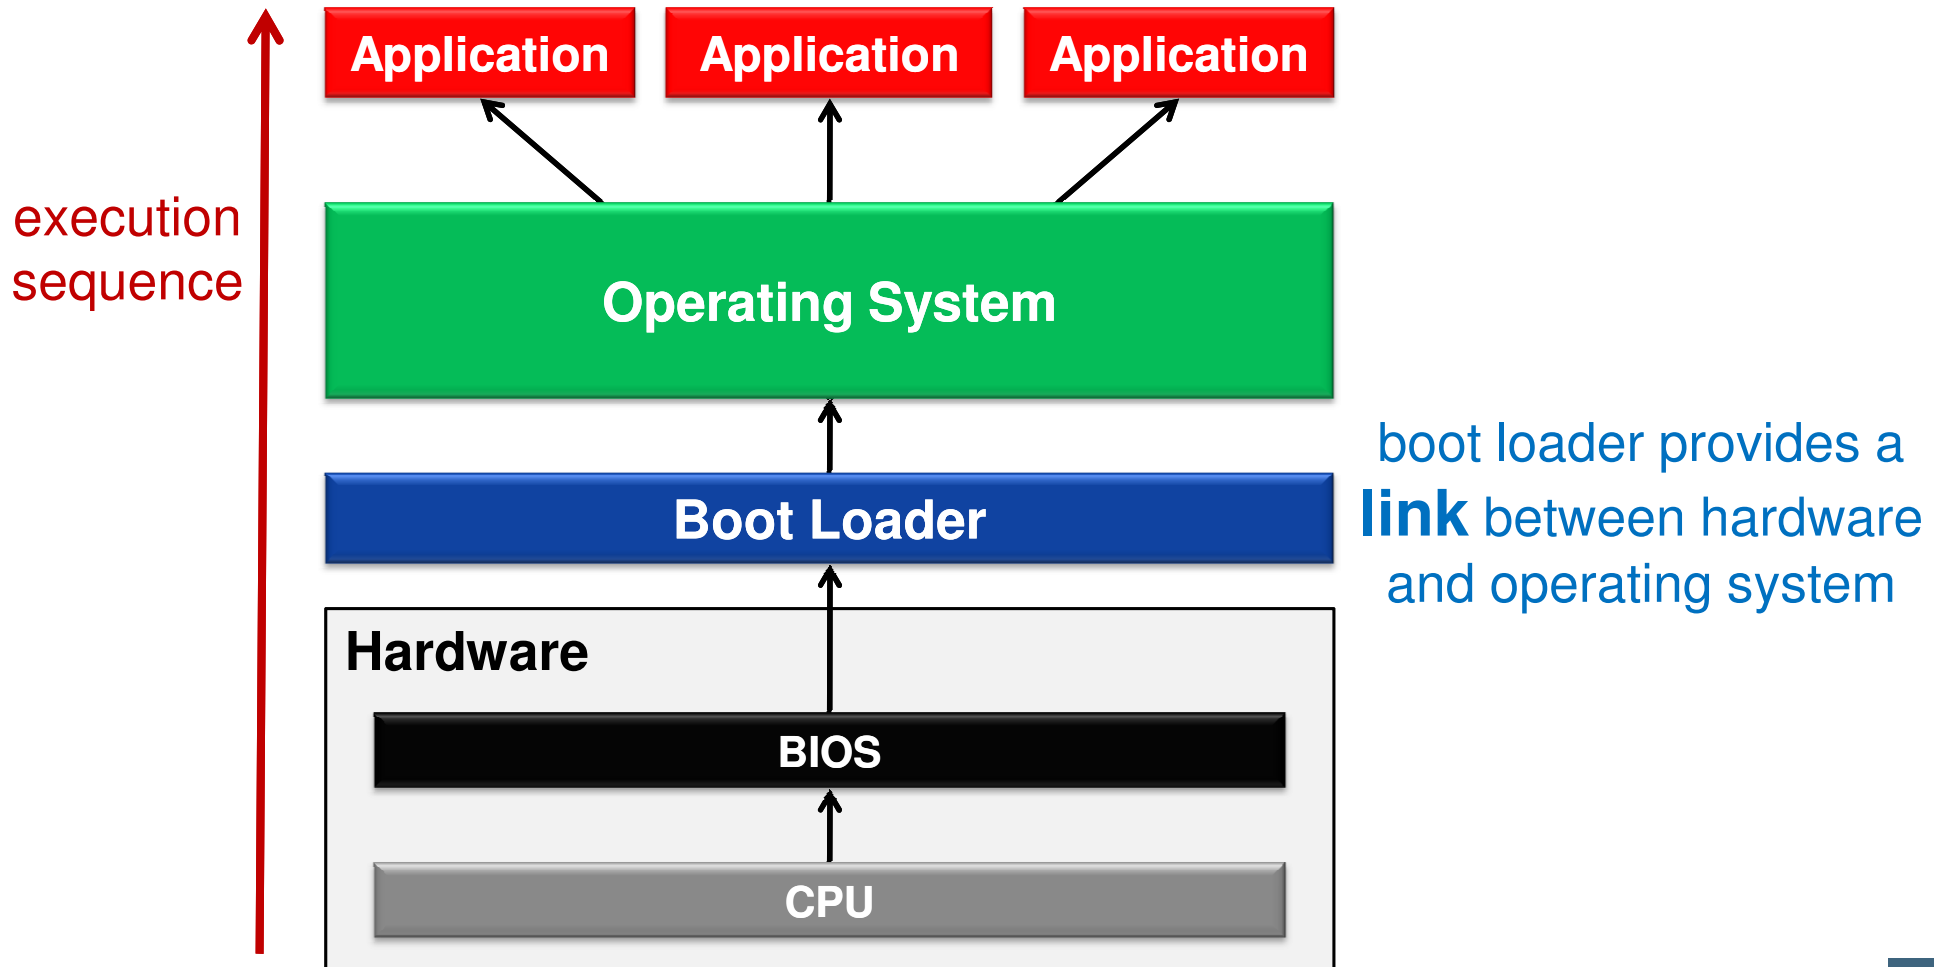 Application
Application
Application
execution
sequence
Operating System
boot loader provides a
link between hardware
and operating system
Boot Loader
Hardware
BIOS
CPU